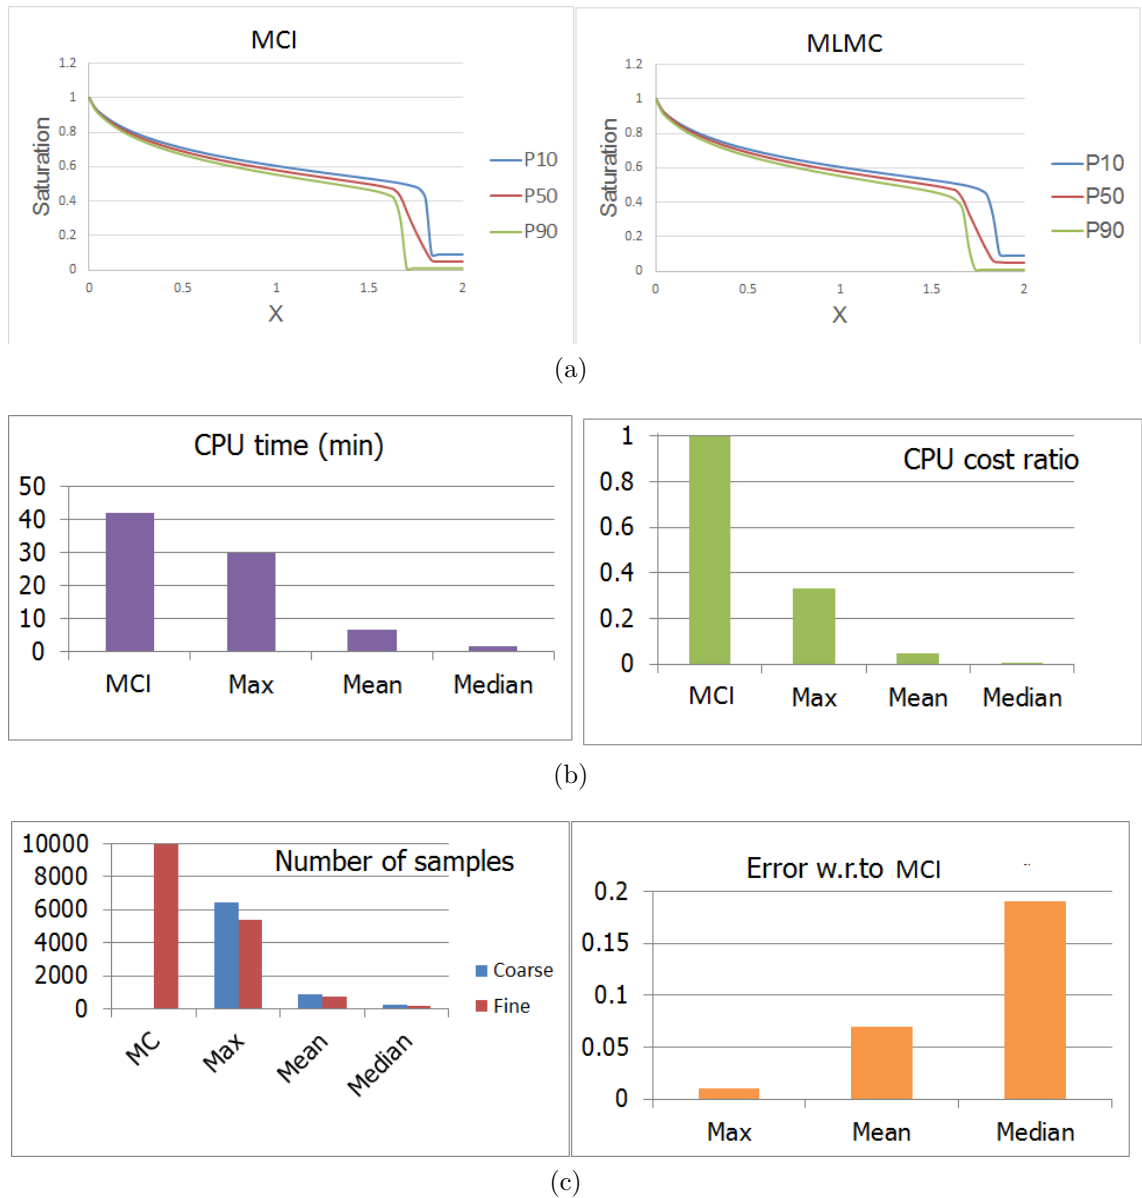 MCI
1.2
1
0.8
0.6
0.4
0.2
0
Saturation
0 0.5 1 1.5 2
X
P10
P50
P90
MLMC
1.2
1
0.8
0.6
0.4
0.2
0
Saturation
0 0.5 1 1.5 2
X
P10
P50
P90
(a)
CPU time (min)
50
40
30
20
10
0
MCI Max Mean Median
CPU cost ratio
1
0.8
0.6
0.4
0.2
0
MCI Max Mean Median
(b)
Number of samples
10000
8000
6000
4000
2000
0
MC Max Mean Median
Coarse
Fine
Error w.r.to MCI
0.2
0.15
0.1
0.05
0
Max Mean Median
(c)